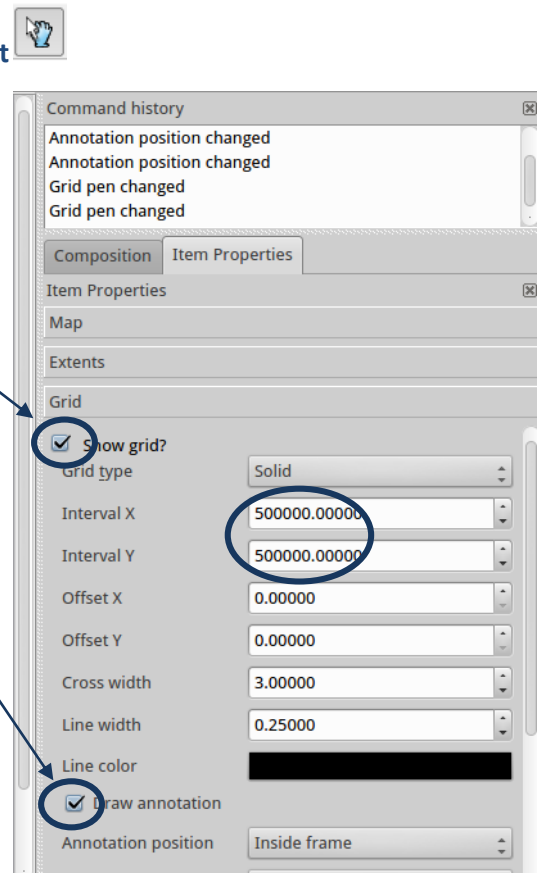 t
Command history
Annotation position changed
Annotation position changed
Grid pen changed
Grid pen changed
Composition Item Properties
Item Properties
Map
Extents
Grid
Show grid?
Grid type Solid
Interval X 500000.00000
Interval Y 500000.00000
Offset X 0.00000
Offset Y 0.00000
Cross width 3.00000
Line width 0.25000
Line color
Draw annotation
Annotation position Inside frame